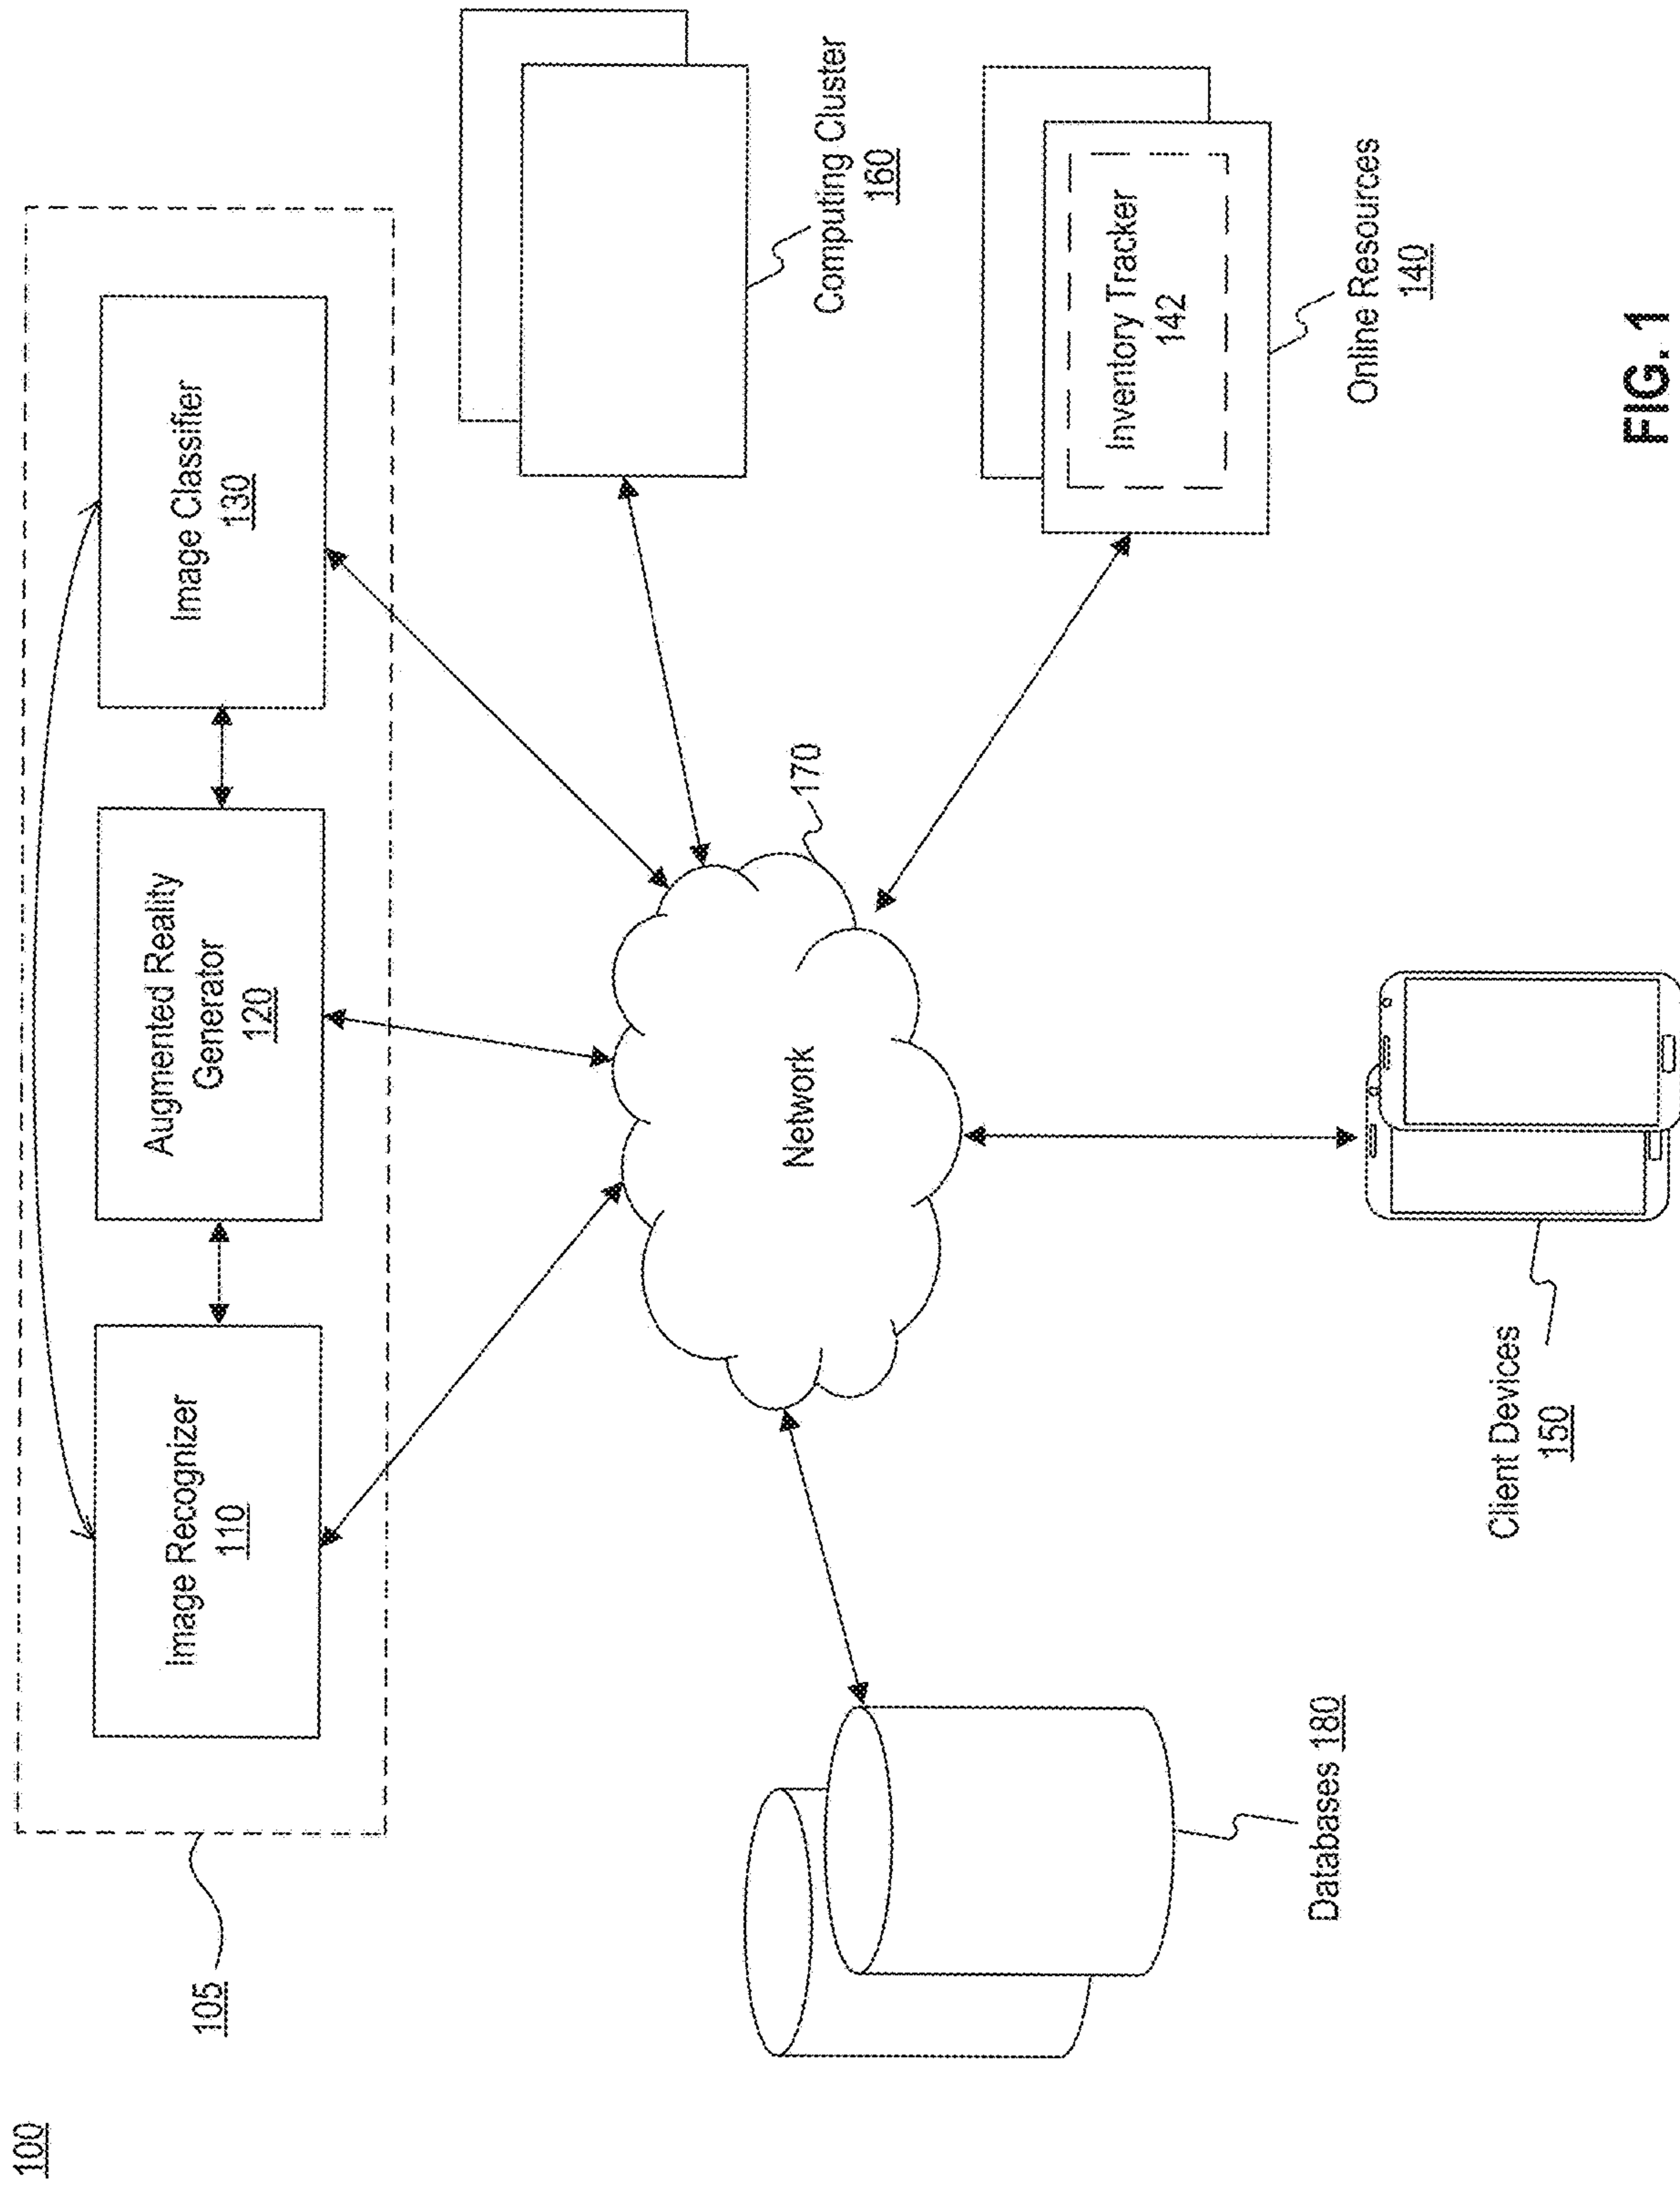 100
105
Image Recognizer
110
Augmented Reality
Generator
120
Image Classifier
130
Computing Cluster
160
170
Network
Inventory Tracker
142
Online Resources
140
Databases 180
Client Devices
150
FIG. 1